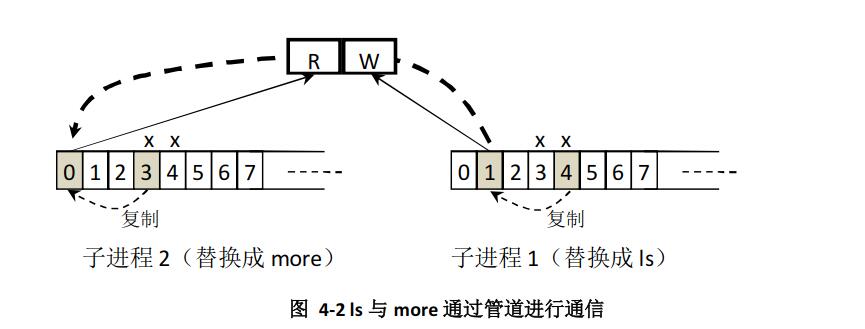 R W
x x
x x
0 1 2 3 4 5 6 7
0 1 2 3 4 5 6 7
复制
复制
子进程 2（替换成 more）
子进程 1（替换成 ls）
图 4-2 ls 与 more 通过管道进行通信